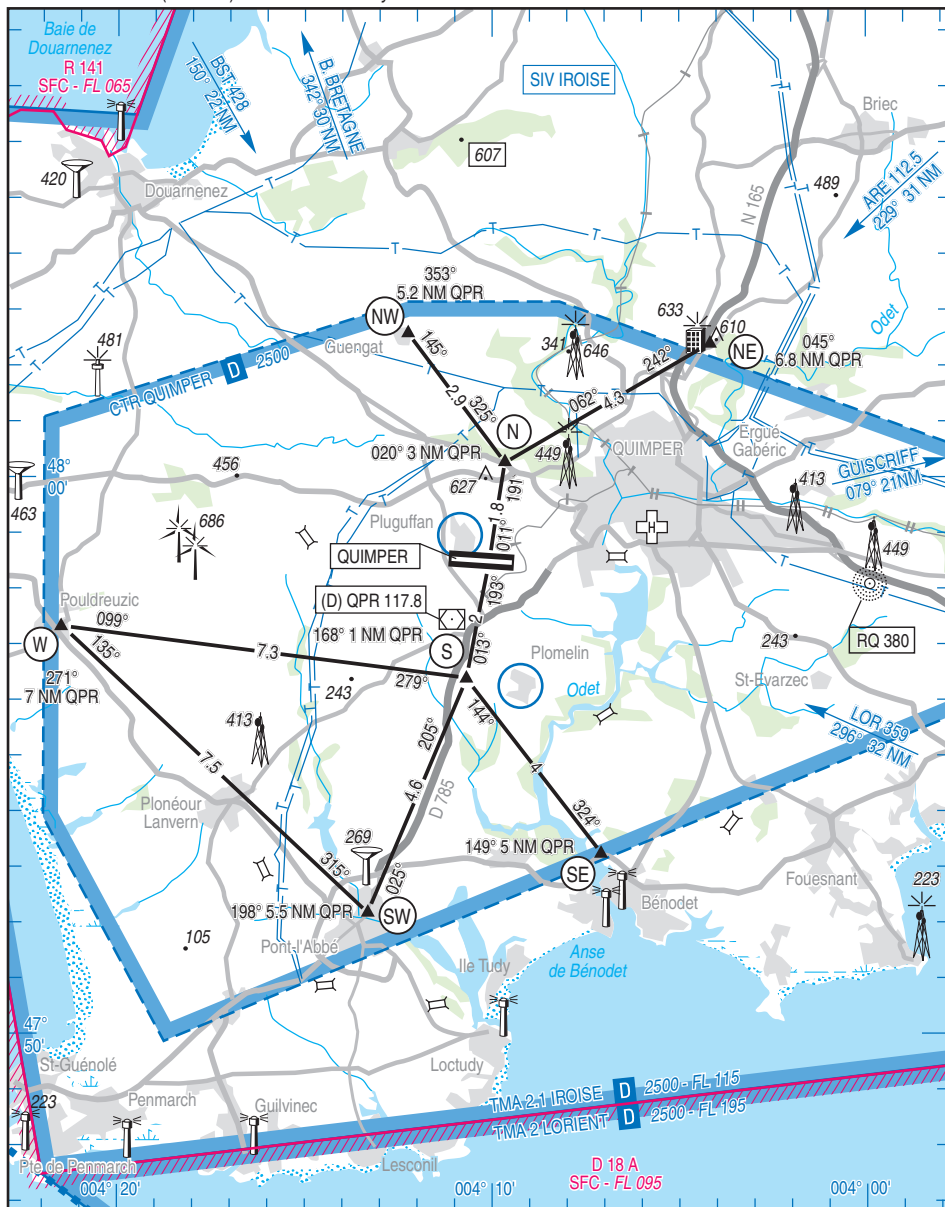 Baie de
Douarnenez
R 141
SFC - FL 065
BST 428
150° 22 NM
B. BRETAGNE
342° 30 NM
SIV IROISE
Briec
607
420
Douarnenez
489
ARE 112.5
229° 31 NM
N 165
T
T
T
T
T
T
T
T
T
Odet
353°
5.2 NM QPR
NW
145°
Guengat
633
610
NE
045°
6.8 NM QPR
341
646
242°
481
CTR QUIMPER D 2500
2.9
325°
062°
4.3
N
QUIMPER
Ergué
Gabéric
020° 3 NM QPR
449
48°
00'
456
627
191
GUISCRIFF
079° 21NM
413
463
686
Pluguffan
1.8
011°
H
449
QUIMPER
193°
(D) QPR 117.8
2
168° 1 NM QPR
S
013°
Pouldreuzic
099°
W
135°
271°
7 NM QPR
7.3
279°
243
Plomelin
Odet
243
RQ 380
St-Evarzec
144°
205°
413
LOR 359
296° 32 NM
7.5
4.6
4
D 785
Plonéour
Lanvern
324°
269
149° 5 NM QPR
315°
025°
SE
198° 5.5 NM QPR
SW
Bénodet
Fouesnant
223
105
Pont-l'Abbé
Ile Tudy
Anse
de Bénodet
47°
50'
St-Guénolé
Loctudy
223
Penmarch
Guilvinec
TMA 2.1 IROISE D 2500 - FL 115
TMA 2 LORIENT D 2500 - FL 195
Pte de Penmarch
Lesconil
D 18 A
SFC - FL 095
004° 20'
004° 10'
004° 00'